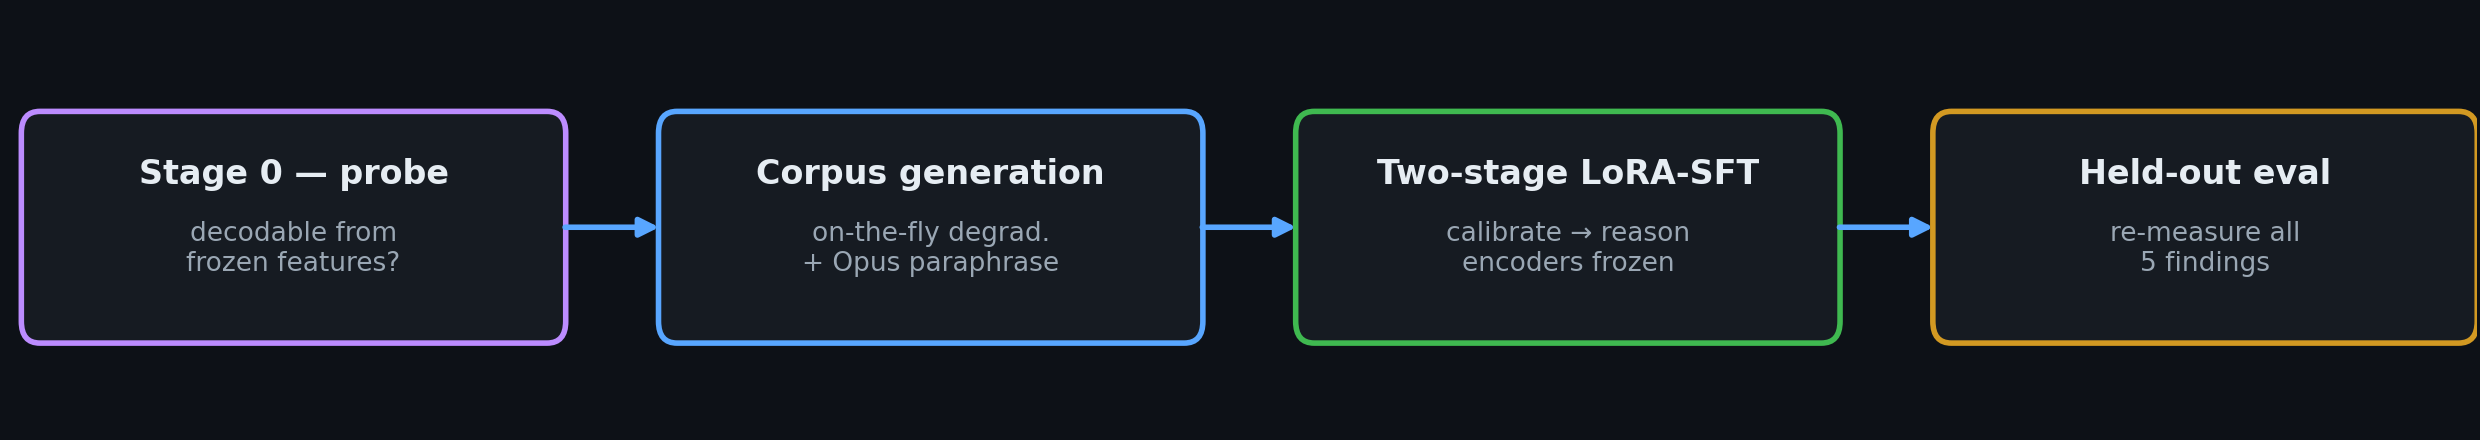 Stage 0 — probe
decodable from
frozen features?
Corpus generation
on-the-fly degrad.
+ Opus paraphrase
Two-stage LoRA-SFT
calibrate → reason
encoders frozen
Held-out eval
re-measure all
5 findings